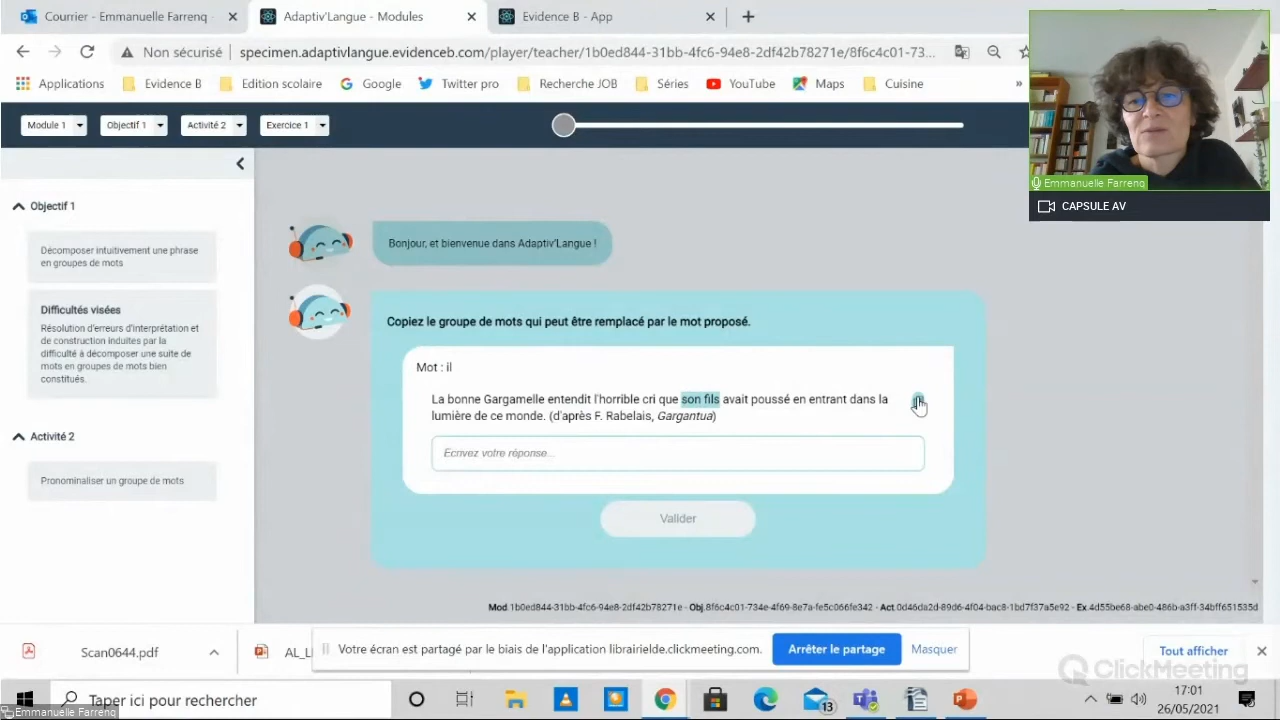 Courrier - Emmanuelle Farrenq
Adaptiv'Langue - Modules
Evidence B - App
Non sécurisé
specimen.adaptivlangue.evidenceb.com/player/teacher/1b0ed844-31bb-4fc6-94e8-2df42b78271e/8f6c4c01-73...
Applications
Evidence B
Edition scolaire
Google
Twitter pro
Recherche JOB
Séries
YouTube
Maps
Cuisine
»
Module 1
Objectif 1
Activité 2
Exercice 1
Emmanuelle Farrenq
CAPSULE AV
Objectif 1
Décomposer intuitivement une phrase
en groupes de mots
Difficultés visées
Résolution d'erreurs d'interprétation et
de construction induites par la
difficulté à décomposer une suite de
mots en groupes de mots bien
constitués.
Activité 2
Pronominaliser un groupe de mots
Bonjour, et bienvenue dans Adaptiv'Langue !
Copiez le groupe de mots qui peut être remplacé par le mot proposé.
Mot : il
La bonne Gargamelle entendit l'horrible cri que son fils avait poussé en entrant dans la
lumière de ce monde. (d'après F. Rabelais, Gargantua)
Ecrivez votre réponse...
Valider
Mod.1b0ed844-31bb-4fc6-94e8-2df42b78271e - Obj.8f6c4c01-734e-4f69-8e7a-fe5c066fe342 - Act.0d46da2d-89d6-4f04-bac8-1bd7f37a5e92 - Ex.4d55be68-abe0-486b-a3ff-34bff651535d
Scan0644.pdf
AL_L
Votre écran est partagé par le biais de l'application librairielde.clickmeeting.com.
Arrêter le partage
Masquer
Tout afficher
ClickMeeting
Taper ici pour rechercher
13
17:01
26/05/2021
Emmanuelle Farrenq